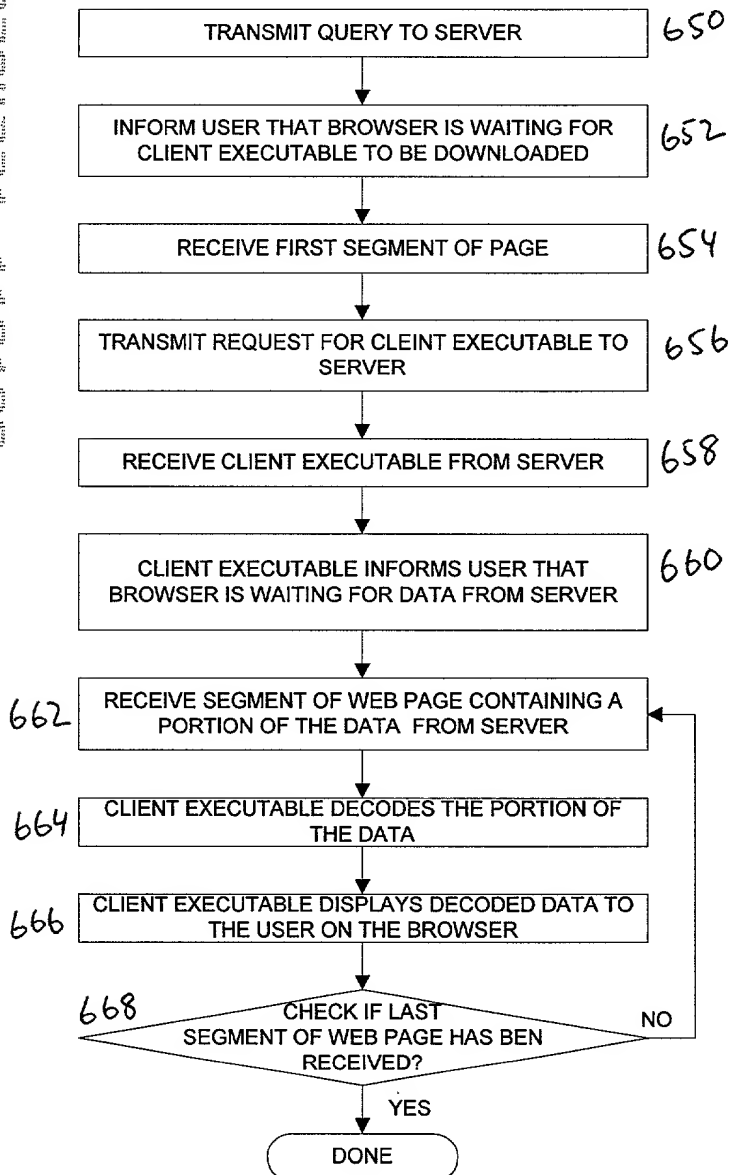 TRANSMIT QUERY TO SERVER
650
INFORM USER THAT BROWSER IS WAITING FOR
CLIENT EXECUTABLE TO BE DOWNLOADED
652
RECEIVE FIRST SEGMENT OF PAGE
654
TRANSMIT REQUEST FOR CLEINT EXECUTABLE TO
SERVER
656
RECEIVE CLIENT EXECUTABLE FROM SERVER
658
CLIENT EXECUTABLE INFORMS USER THAT
BROWSER IS WAITING FOR DATA FROM SERVER
660
662
RECEIVE SEGMENT OF WEB PAGE CONTAINING A
PORTION OF THE DATA FROM SERVER
664
CLIENT EXECUTABLE DECODES THE PORTION OF
THE DATA
666
CLIENT EXECUTABLE DISPLAYS DECODED DATA TO
THE USER ON THE BROWSER
668
CHECK IF LAST
SEGMENT OF WEB PAGE HAS BEN
RECEIVED?
NO
YES
DONE